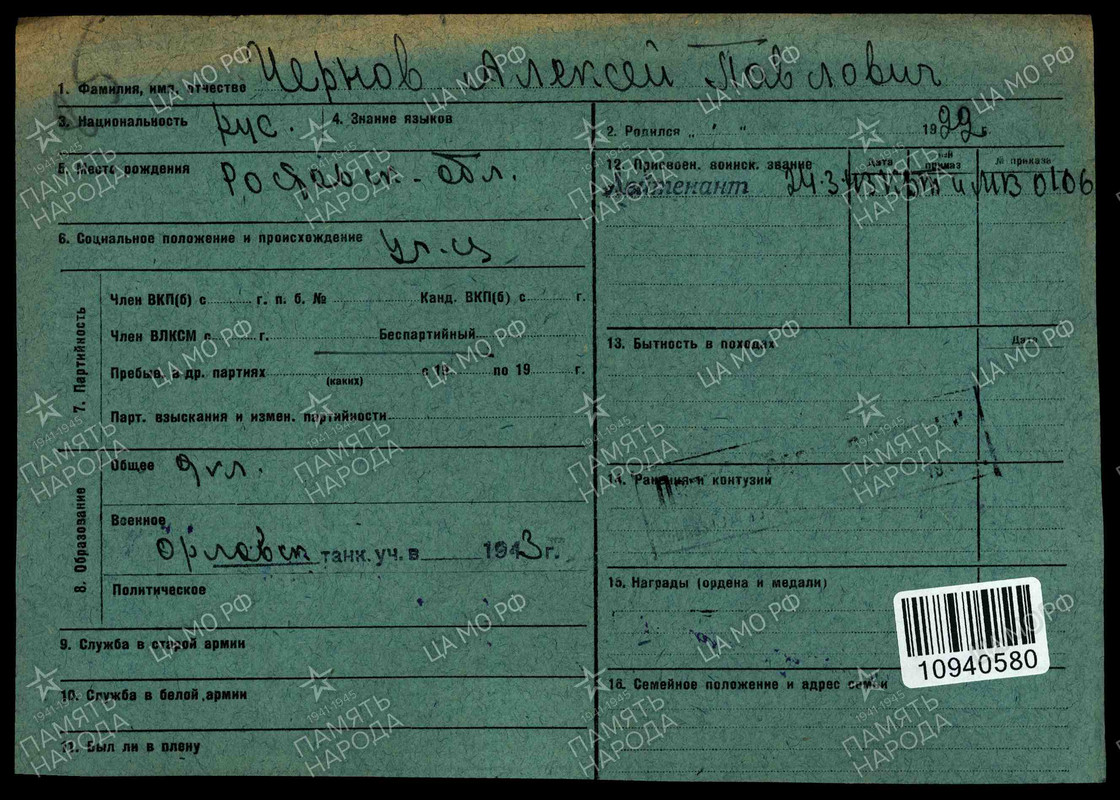 1. Фамилия, имя, отчество Чернов Алексей Павлович
3. Национальность рус. 4. Знание языков
5. Место рождения обл.
6. Социальное положение и происхождение уч-ц
7. Партийность
Член ВКП(б) с г. п. б. № Канд. ВКП(б) с г.
Член ВЛКСМ с г. Беспартийный
Пребыв. в др. партиях (каких) с 19 по 19 г.
Парт. взыскания и измен. партийности
8. Образование
Общее 9 кл.
Военное
Орловск танк. уч. в 1943 г.
Политическое
9. Служба в старой армии
10. Служба в белой армии
11. Был ли в плену
2. Родился „ " 1922 г.
12. Присвоен. воинск. звание Дата приказ № приказа
Лейтенант 24.3.43 0106
13. Бытность в походах Дата
14. Ранения и контузии
15. Награды (ордена и медали)
10940580
16. Семейное положение и адрес семьи
ЦА МО РФ
1941-1945
ПАМЯТЬ
НАРОДА